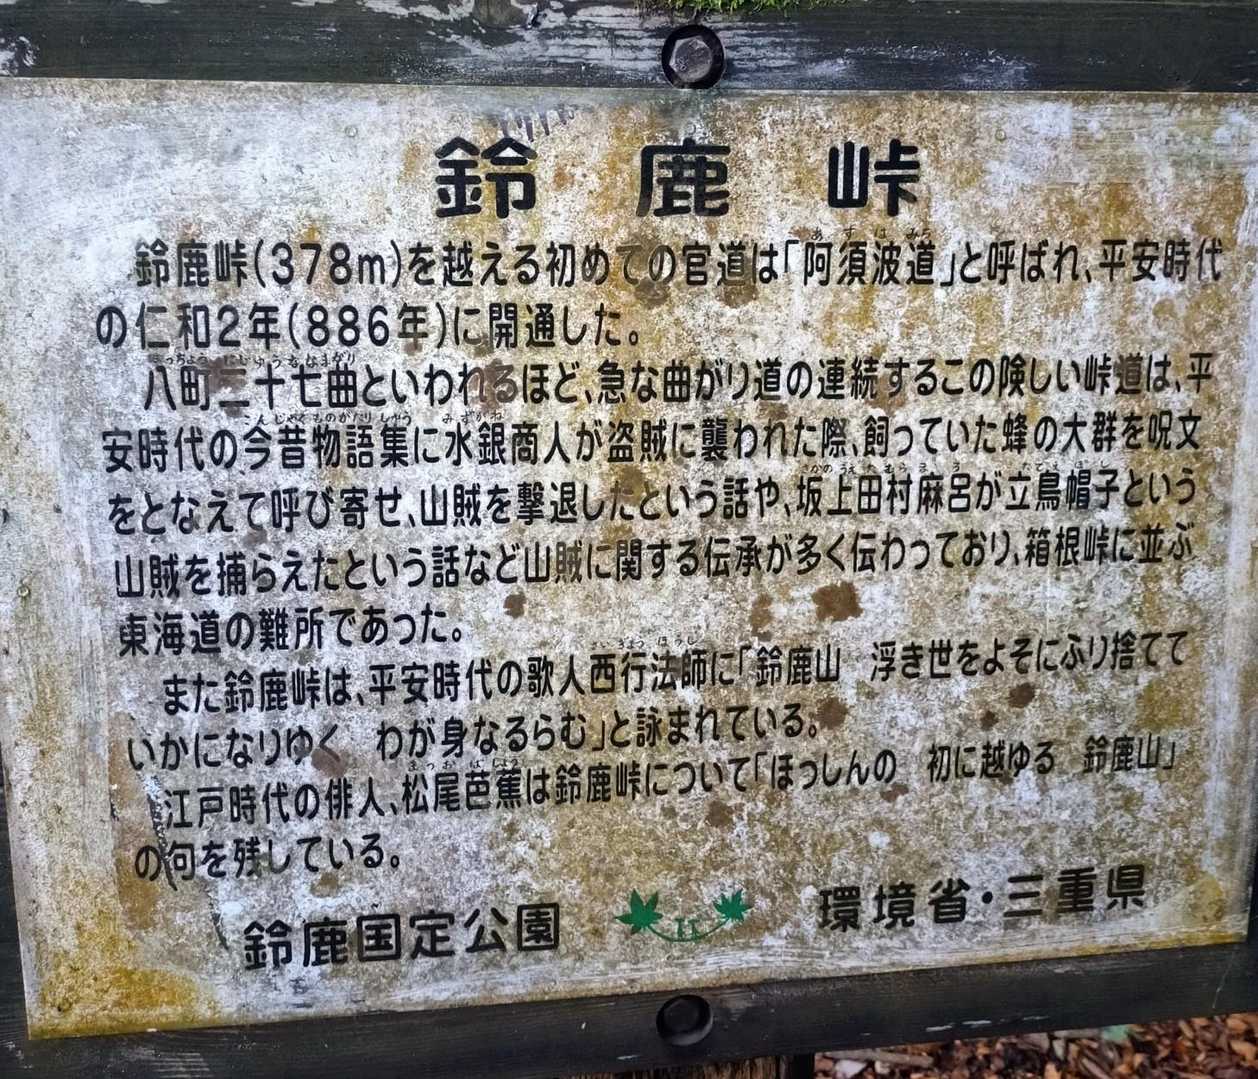 鈴鹿峠
鈴鹿峠(378m)を越える初めての官道は「阿須波道」と呼ばれ、平安時代
の仁和2年(886年)に開通した。
八町二十七曲といわれるほど、急な曲がり道の連続するこの険しい峠道は、平
安時代の今昔物語集に水銀商人が盗賊に襲われた際、飼っていた蜂の大群を呪文
をとなえて呼び寄せ、山賊を撃退したという話や、坂上田村麻呂が立烏帽子という
山賊を捕らえたという話など山賊に関する伝承が多く伝わっており、箱根峠に並ぶ
東海道の難所であった。
また鈴鹿峠は、平安時代の歌人西行法師に「鈴鹿山　浮き世をよそにふり捨てて
いかになりゆく　わが身なるらむ」と詠まれている。
江戸時代の俳人、松尾芭蕉は鈴鹿峠について「ほっしんの　初に越ゆる　鈴鹿山」
の句を残している。
鈴鹿国定公園　環境省・三重県